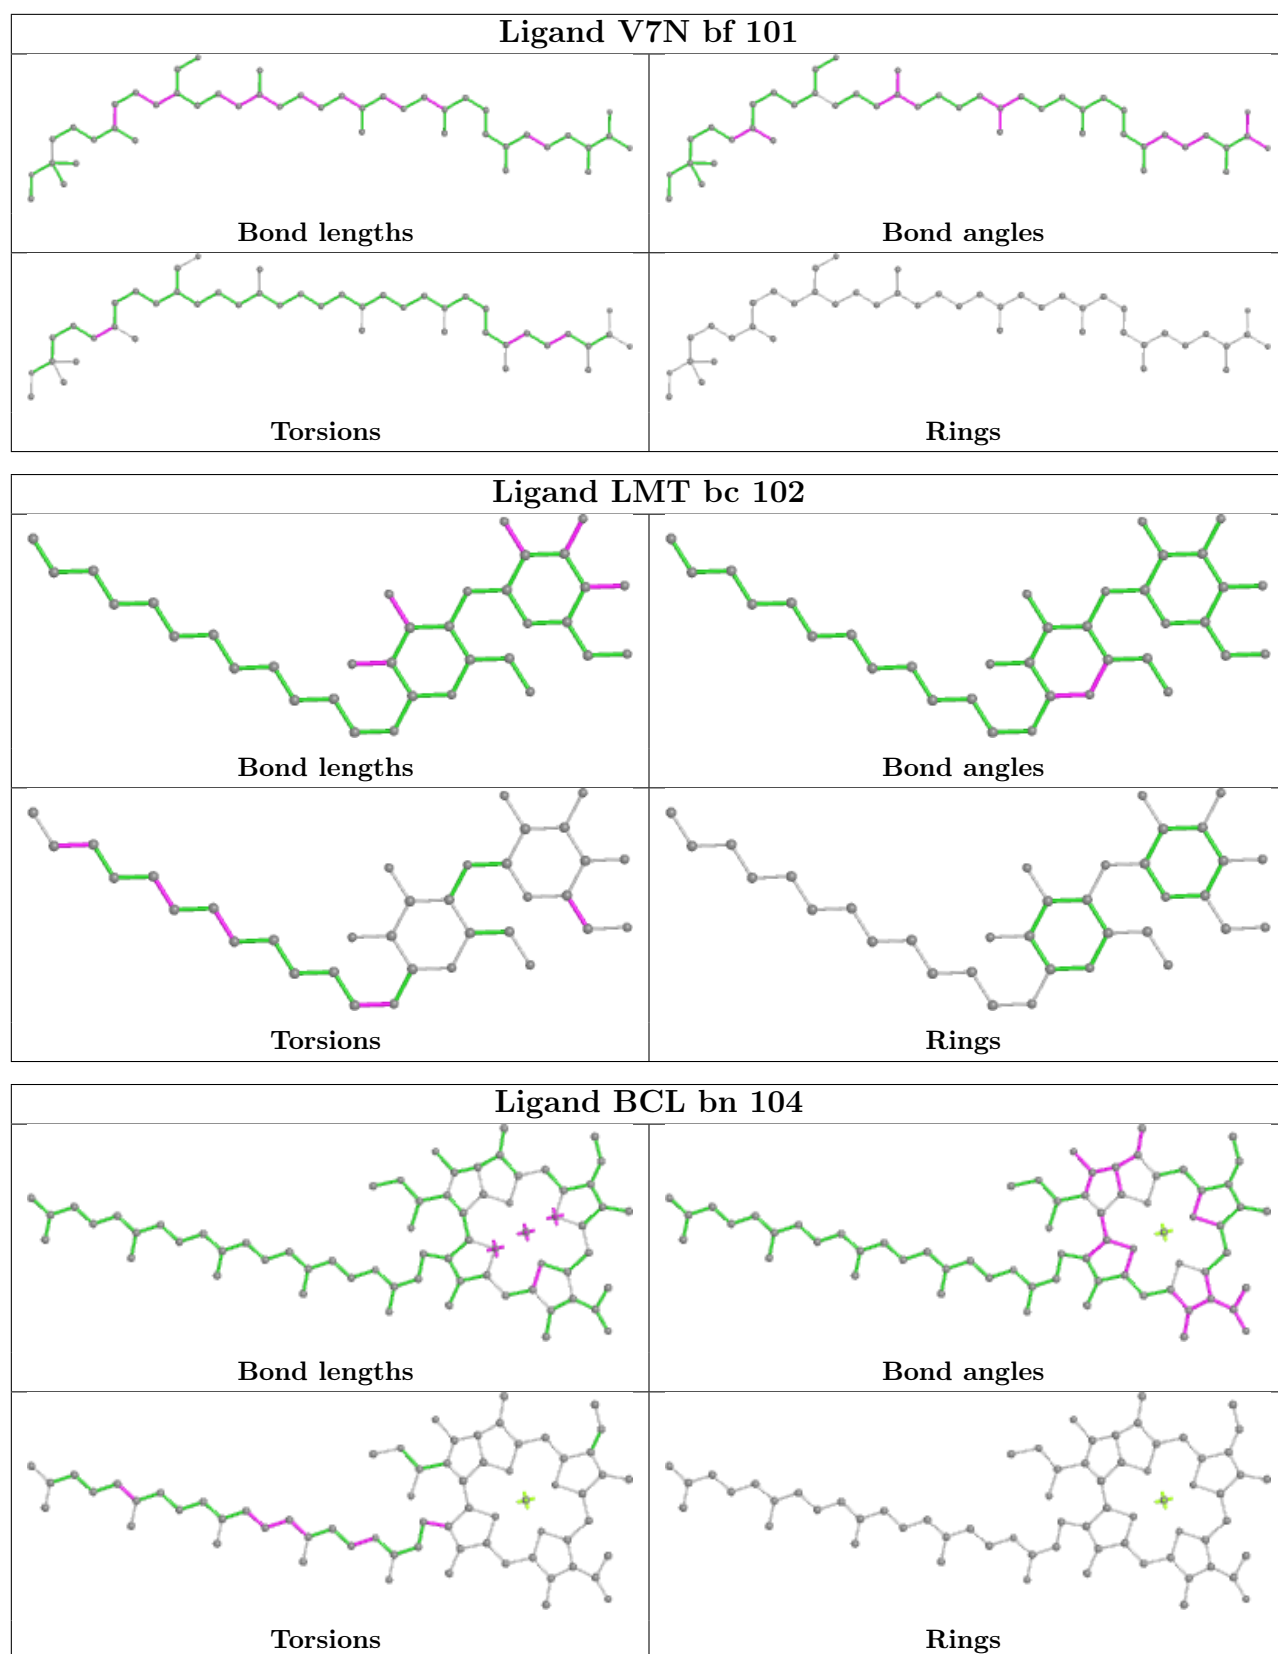 Ligand V7N bf 101
Bond lengths
Bond angles
Torsions
Rings
Ligand LMT bc 102
Bond lengths
Bond angles
Torsions
Rings
Ligand BCL bn 104
Bond lengths
Bond angles
Torsions
Rings